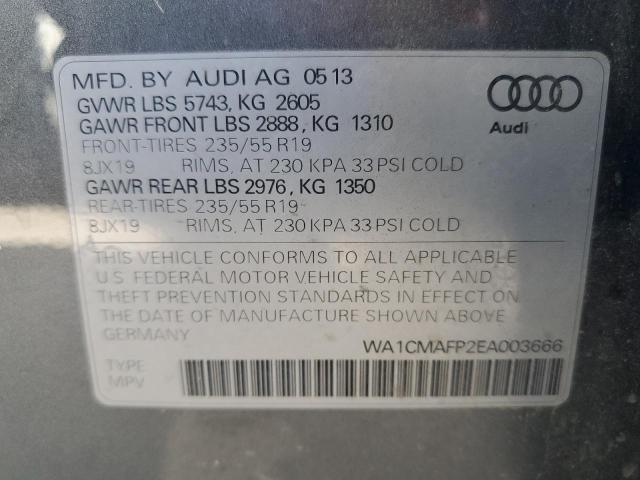 MFD. BY AUDI AG 05 13
GVWR LBS 5743, KG 2605
GAWR FRONT LBS 2888, KG 1310
FRONT-TIRES 235/55 R19
8JX19 RIMS, AT 230 KPA 33 PSI COLD
GAWR REAR LBS 2976, KG 1350
REAR-TIRES 235/55 R19
8JX19 RIMS, AT 230 KPA 33 PSI COLD
Audi
THIS VEHICLE CONFORMS TO ALL APPLICABLE
U.S. FEDERAL MOTOR VEHICLE SAFETY AND
THEFT PREVENTION STANDARDS IN EFFECT ON
THE DATE OF MANUFACTURE SHOWN ABOVE
GERMANY
WA1CMAFP2EA003666
TYPE
MPV